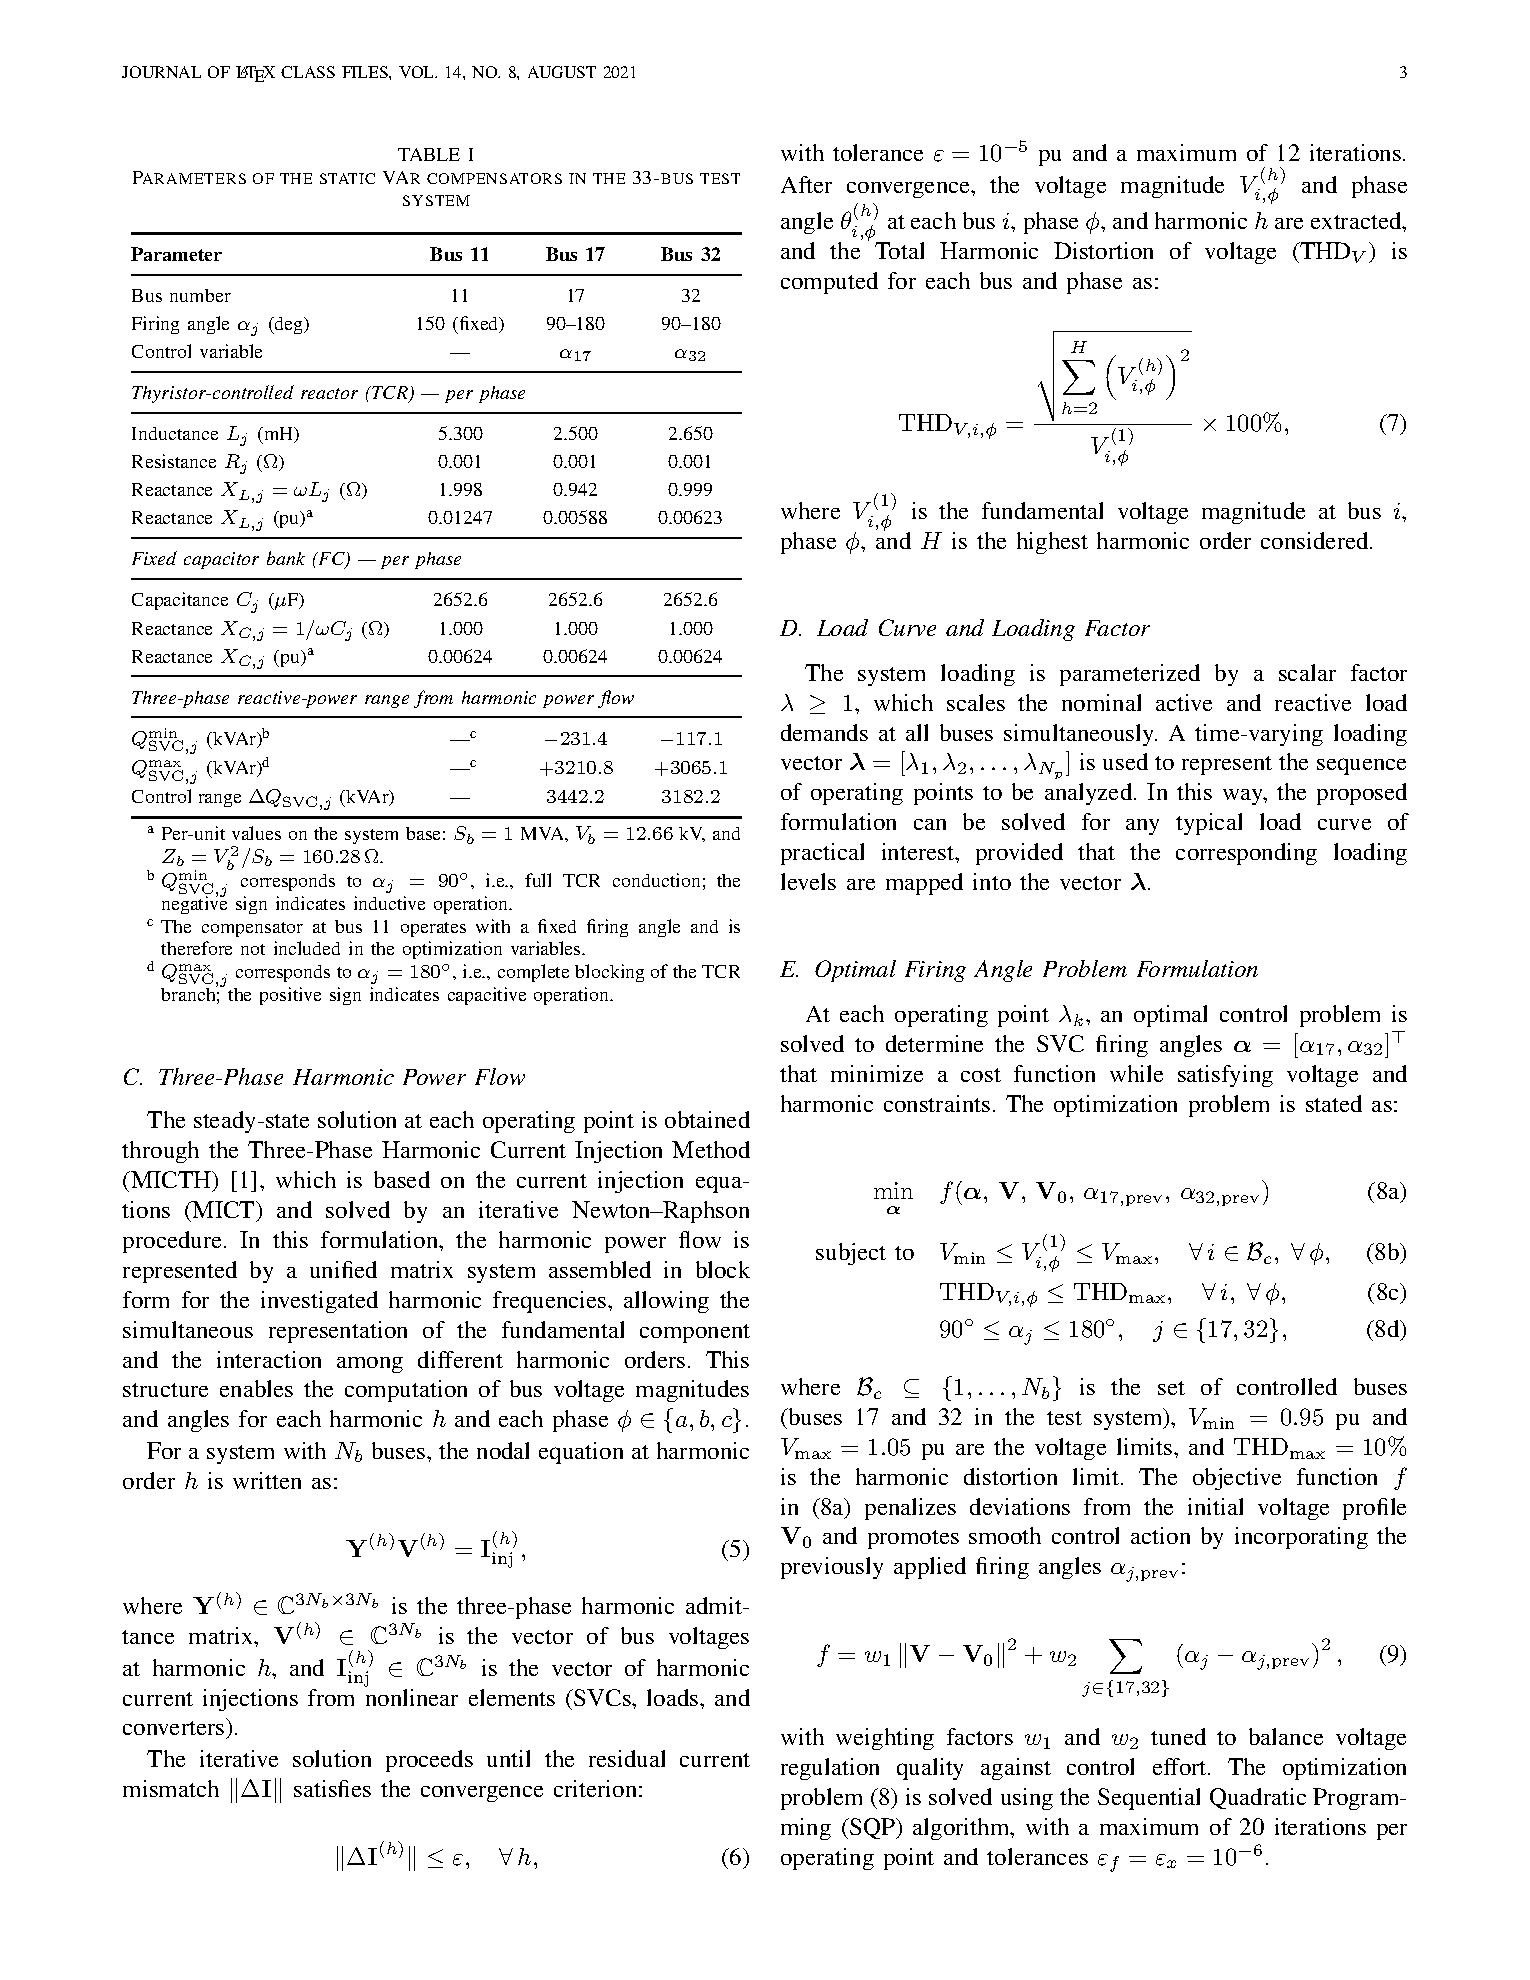 JOURNAL OF LATEX CLASS FILES, VOL. 14, NO. 8, AUGUST 2021 3
TABLE I
PARAMETERS OF THE STATIC VAR COMPENSATORS IN THE 33-BUS TEST
SYSTEM
Parameter Bus 11 Bus 17 Bus 32
Bus number 11 17 32
Firing angle α_j (deg) 150 (fixed) 90–180 90–180
Control variable — α_17 α_32
Thyristor-controlled reactor (TCR) — per phase
Inductance L_j (mH) 5.300 2.500 2.650
Resistance R_j (Ω) 0.001 0.001 0.001
Reactance X_{L,j} = ωL_j (Ω) 1.998 0.942 0.999
Reactance X_{L,j} (pu)^a 0.01247 0.00588 0.00623
Fixed capacitor bank (FC) — per phase
Capacitance C_j (μF) 2652.6 2652.6 2652.6
Reactance X_{C,j} = 1/ωC_j (Ω) 1.000 1.000 1.000
Reactance X_{C,j} (pu)^a 0.00624 0.00624 0.00624
Three-phase reactive-power range from harmonic power flow
Q^min_{SVC,j} (kVAr)^b —^c −231.4 −117.1
Q^max_{SVC,j} (kVAr)^d —^c +3210.8 +3065.1
Control range ΔQ_{SVC,j} (kVAr) — 3442.2 3182.2
^a Per-unit values on the system base: S_b = 1 MVA, V_b = 12.66 kV, and
Z_b = V_b^2/S_b = 160.28 Ω.
^b Q^min_{SVC,j} corresponds to α_j = 90°, i.e., full TCR conduction; the
negative sign indicates inductive operation.
^c The compensator at bus 11 operates with a fixed firing angle and is
therefore not included in the optimization variables.
^d Q^max_{SVC,j} corresponds to α_j = 180°, i.e., complete blocking of the TCR
branch; the positive sign indicates capacitive operation.
C. Three-Phase Harmonic Power Flow
The steady-state solution at each operating point is obtained
through the Three-Phase Harmonic Current Injection Method
(MICTH) [1], which is based on the current injection equa-
tions (MICT) and solved by an iterative Newton–Raphson
procedure. In this formulation, the harmonic power flow is
represented by a unified matrix system assembled in block
form for the investigated harmonic frequencies, allowing the
simultaneous representation of the fundamental component
and the interaction among different harmonic orders. This
structure enables the computation of bus voltage magnitudes
and angles for each harmonic h and each phase ϕ ∈ {a, b, c}.
For a system with N_b buses, the nodal equation at harmonic
order h is written as:
Y^(h)V^(h) = I_inj^(h), (5)
where Y^(h) ∈ ℂ^{3N_b×3N_b} is the three-phase harmonic admit-
tance matrix, V^(h) ∈ ℂ^{3N_b} is the vector of bus voltages
at harmonic h, and I_inj^(h) ∈ ℂ^{3N_b} is the vector of harmonic
current injections from nonlinear elements (SVCs, loads, and
converters).
The iterative solution proceeds until the residual current
mismatch ‖ΔI‖ satisfies the convergence criterion:
‖ΔI^(h)‖ ≤ ε, ∀ h, (6)
with tolerance ε = 10^−5 pu and a maximum of 12 iterations.
After convergence, the voltage magnitude V_{i,ϕ}^(h) and phase
angle θ_{i,ϕ}^(h) at each bus i, phase ϕ, and harmonic h are extracted,
and the Total Harmonic Distortion of voltage (THD_V) is
computed for each bus and phase as:
THD_{V,i,ϕ} = √(∑_{h=2}^{H} (V_{i,ϕ}^(h))^2) / V_{i,ϕ}^(1) × 100%, (7)
where V_{i,ϕ}^(1) is the fundamental voltage magnitude at bus i,
phase ϕ, and H is the highest harmonic order considered.
D. Load Curve and Loading Factor
The system loading is parameterized by a scalar factor
λ ≥ 1, which scales the nominal active and reactive load
demands at all buses simultaneously. A time-varying loading
vector λ = [λ_1, λ_2, . . . , λ_{N_p}] is used to represent the sequence
of operating points to be analyzed. In this way, the proposed
formulation can be solved for any typical load curve of
practical interest, provided that the corresponding loading
levels are mapped into the vector λ.
E. Optimal Firing Angle Problem Formulation
At each operating point λ_k, an optimal control problem is
solved to determine the SVC firing angles α = [α_17, α_32]^⊤
that minimize a cost function while satisfying voltage and
harmonic constraints. The optimization problem is stated as:
min_α f(α, V, V_0, α_{17,prev}, α_{32,prev}) (8a)
subject to V_min ≤ V_{i,ϕ}^(1) ≤ V_max, ∀ i ∈ ℬ_c, ∀ ϕ, (8b)
THD_{V,i,ϕ} ≤ THD_max, ∀ i, ∀ ϕ, (8c)
90° ≤ α_j ≤ 180°, j ∈ {17, 32}, (8d)
where ℬ_c ⊆ {1, . . . , N_b} is the set of controlled buses
(buses 17 and 32 in the test system), V_min = 0.95 pu and
V_max = 1.05 pu are the voltage limits, and THD_max = 10%
is the harmonic distortion limit. The objective function f
in (8a) penalizes deviations from the initial voltage profile
V_0 and promotes smooth control action by incorporating the
previously applied firing angles α_{j,prev}:
f = w_1 ‖V − V_0‖^2 + w_2 ∑_{j∈{17,32}} (α_j − α_{j,prev})^2 , (9)
with weighting factors w_1 and w_2 tuned to balance voltage
regulation quality against control effort. The optimization
problem (8) is solved using the Sequential Quadratic Program-
ming (SQP) algorithm, with a maximum of 20 iterations per
operating point and tolerances ε_f = ε_x = 10^−6.